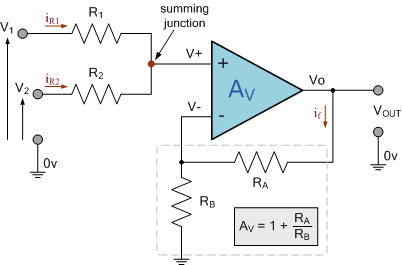 summing
junction
V1
iR1
R1
V2
iR2
R2
V+
+
AV
Vo
V-
-
if
VOUT
0v
0v
RA
RB
AV = 1 + RA
RB